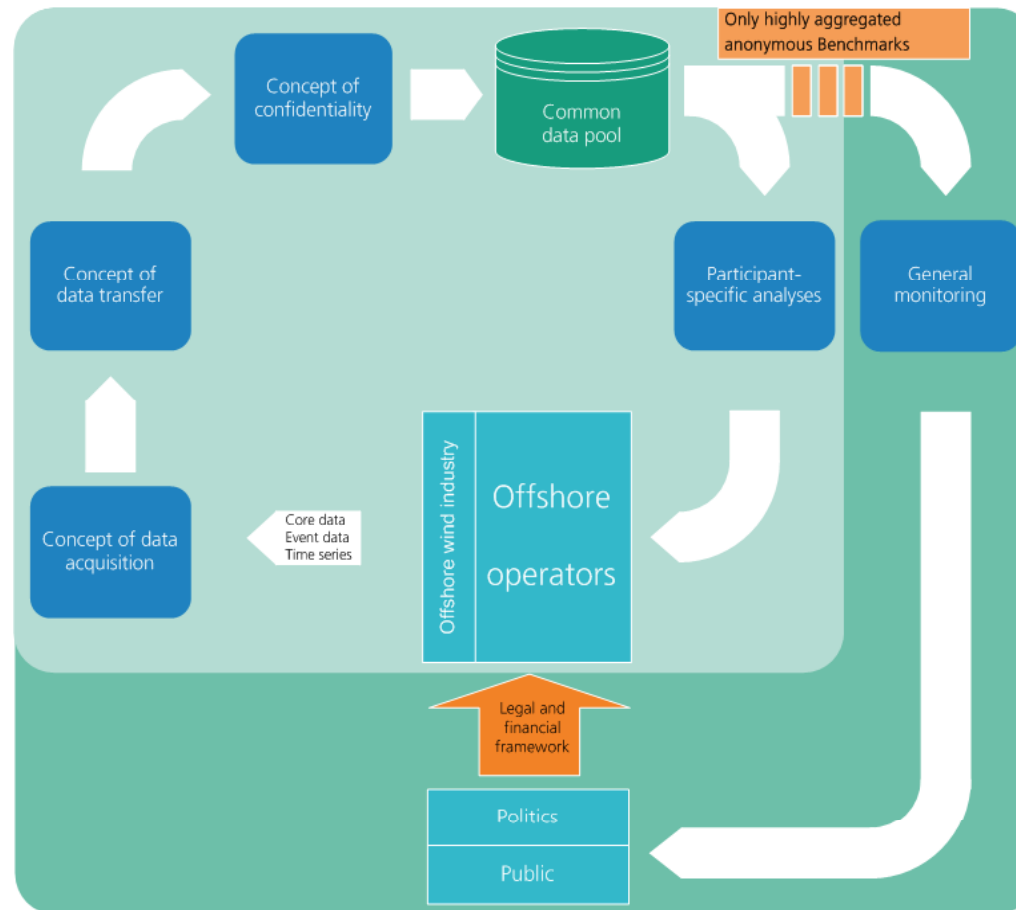 Only highly aggregated
anonymous Benchmarks
Concept of
confidentiality
Common
data pool
Concept of
data transfer
Participant-
specific analyses
General
monitoring
Offshore wind industry
Offshore
operators
Core data
Event data
Time series
Concept of data
acquisition
Legal and
financial
framework
Politics
Public